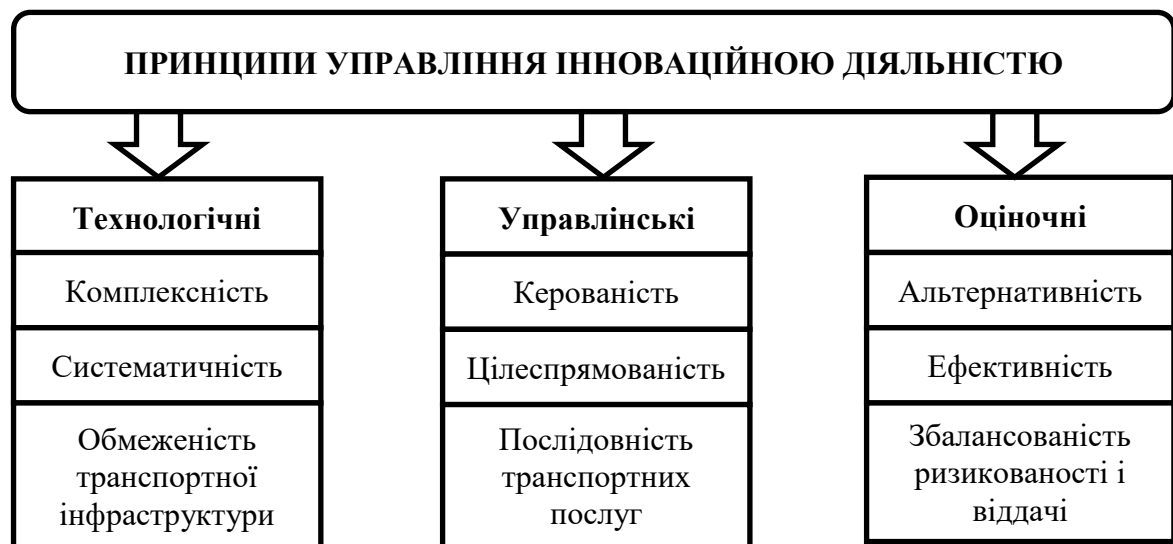 ПРИНЦИПИ УПРАВЛІННЯ ІННОВАЦІЙНОЮ ДІЯЛЬНІСТЮ
Технологічні
Комплексність
Систематичність
Обмеженість
транспортної
інфраструктури
Управлінські
Керованість
Цілеспрямованість
Послідовність
транспортних
послуг
Оціночні
Альтернативність
Ефективність
Збалансованість
ризикованості і
віддачі